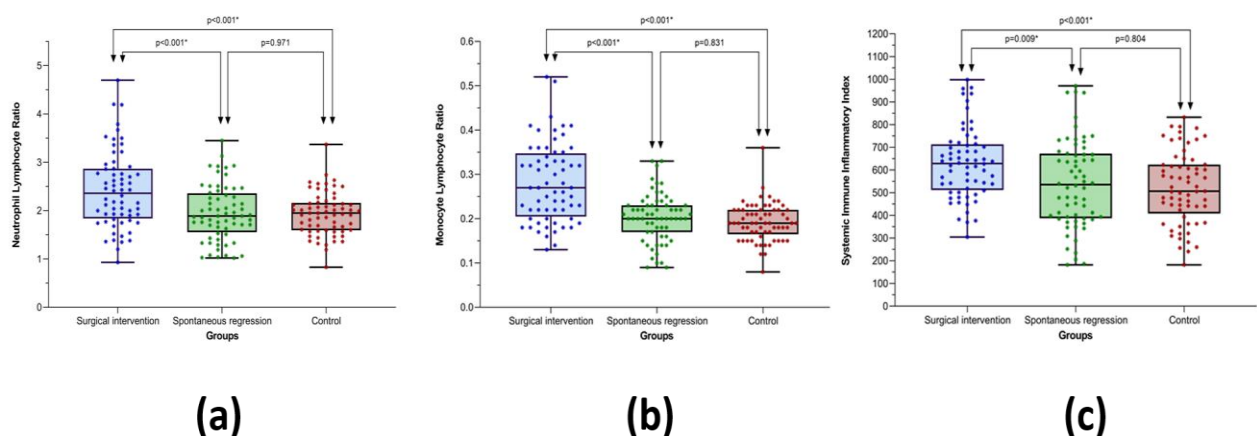 p<0.001*
p<0.001*
p=0.971
Neutrophil Lymphocyte Ratio
5
4
3
2
1
0
Surgical intervention
Spontaneous regression
Control
Groups
(a)
p<0.001*
p<0.001*
p=0.831
Monocyte Lymphocyte Ratio
0.6
0.5
0.4
0.3
0.2
0.1
0.0
Surgical intervention
Spontaneous regression
Control
Groups
(b)
p<0.001*
p=0.009*
p=0.804
Systemic Immune Inflammatory Index
1200
1100
1000
900
800
700
600
500
400
300
200
100
0
Surgical intervention
Spontaneous regression
Control
Groups
(c)